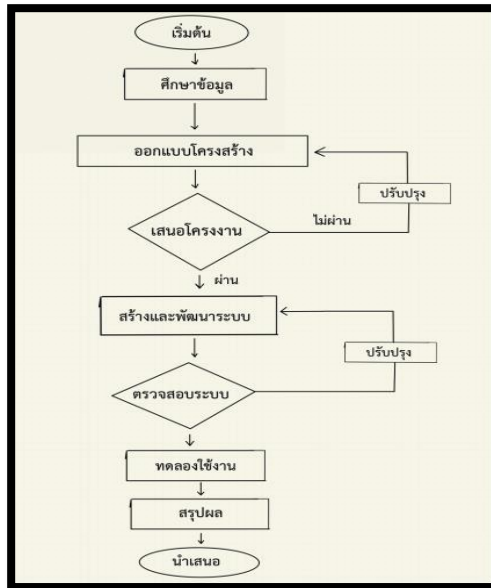 เริ่มต้น
ศึกษาข้อมูล
ออกแบบโครงสร้าง
ปรับปรุง
เสนอโครงงาน
ไม่ผ่าน
ผ่าน
สร้างและพัฒนาระบบ
ปรับปรุง
ตรวจสอบระบบ
ทดลองใช้งาน
สรุปผล
นำเสนอ